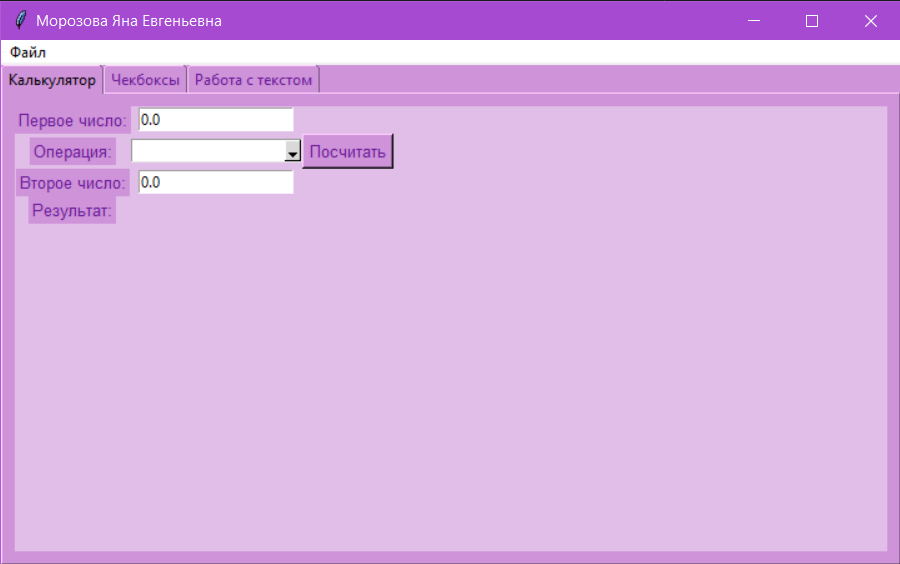 Морозова Яна Евгеньевна
Файл
Калькулятор Чекбоксы Работа с текстом
Первое число: 0.0
Операция: Посчитать
Второе число: 0.0
Результат: